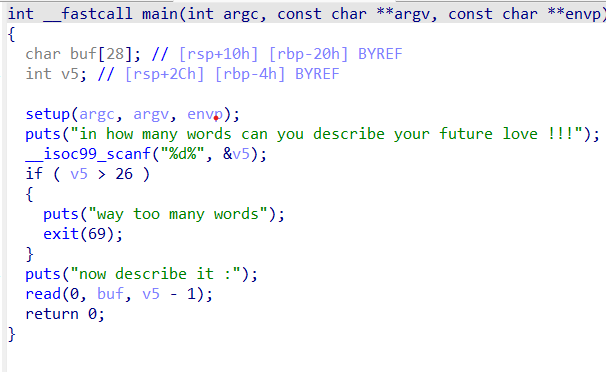 int __fastcall main(int argc, const char **argv, const char **envp)
{
  char buf[28]; // [rsp+10h] [rbp-20h] BYREF
  int v5; // [rsp+2Ch] [rbp-4h] BYREF

  setup(argc, argv, envp);
  puts("in how many words can you describe your future love !!!");
  __isoc99_scanf("%d%", &v5);
  if ( v5 > 26 )
  {
    puts("way too many words");
    exit(69);
  }
  puts("now describe it :");
  read(0, buf, v5 - 1);
  return 0;
}